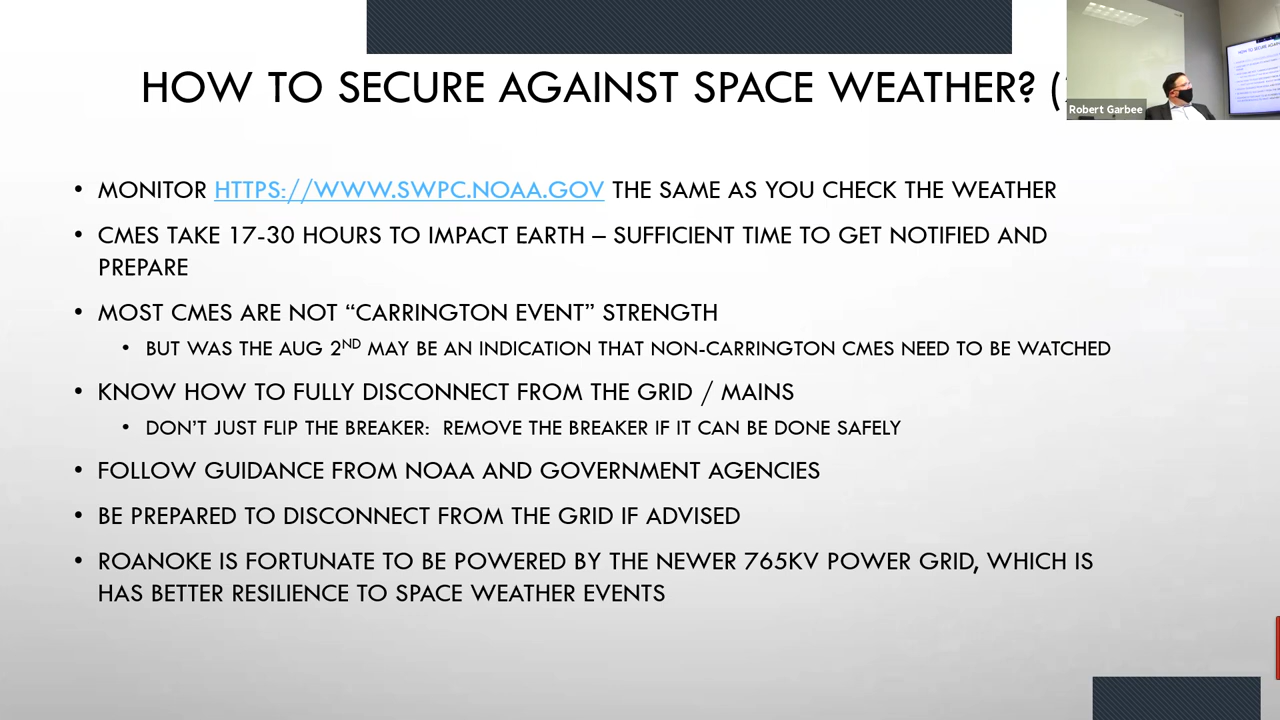 HOW TO SECURE AGAINST SPACE WEATHER? (
Robert Garbee
• MONITOR HTTPS://WWW.SWPC.NOAA.GOV THE SAME AS YOU CHECK THE WEATHER
• CMES TAKE 17-30 HOURS TO IMPACT EARTH – SUFFICIENT TIME TO GET NOTIFIED AND
PREPARE
• MOST CMES ARE NOT “CARRINGTON EVENT” STRENGTH
• BUT WAS THE AUG 2ND MAY BE AN INDICATION THAT NON-CARRINGTON CMES NEED TO BE WATCHED
• KNOW HOW TO FULLY DISCONNECT FROM THE GRID / MAINS
• DON’T JUST FLIP THE BREAKER: REMOVE THE BREAKER IF IT CAN BE DONE SAFELY
• FOLLOW GUIDANCE FROM NOAA AND GOVERNMENT AGENCIES
• BE PREPARED TO DISCONNECT FROM THE GRID IF ADVISED
• ROANOKE IS FORTUNATE TO BE POWERED BY THE NEWER 765KV POWER GRID, WHICH IS
HAS BETTER RESILIENCE TO SPACE WEATHER EVENTS